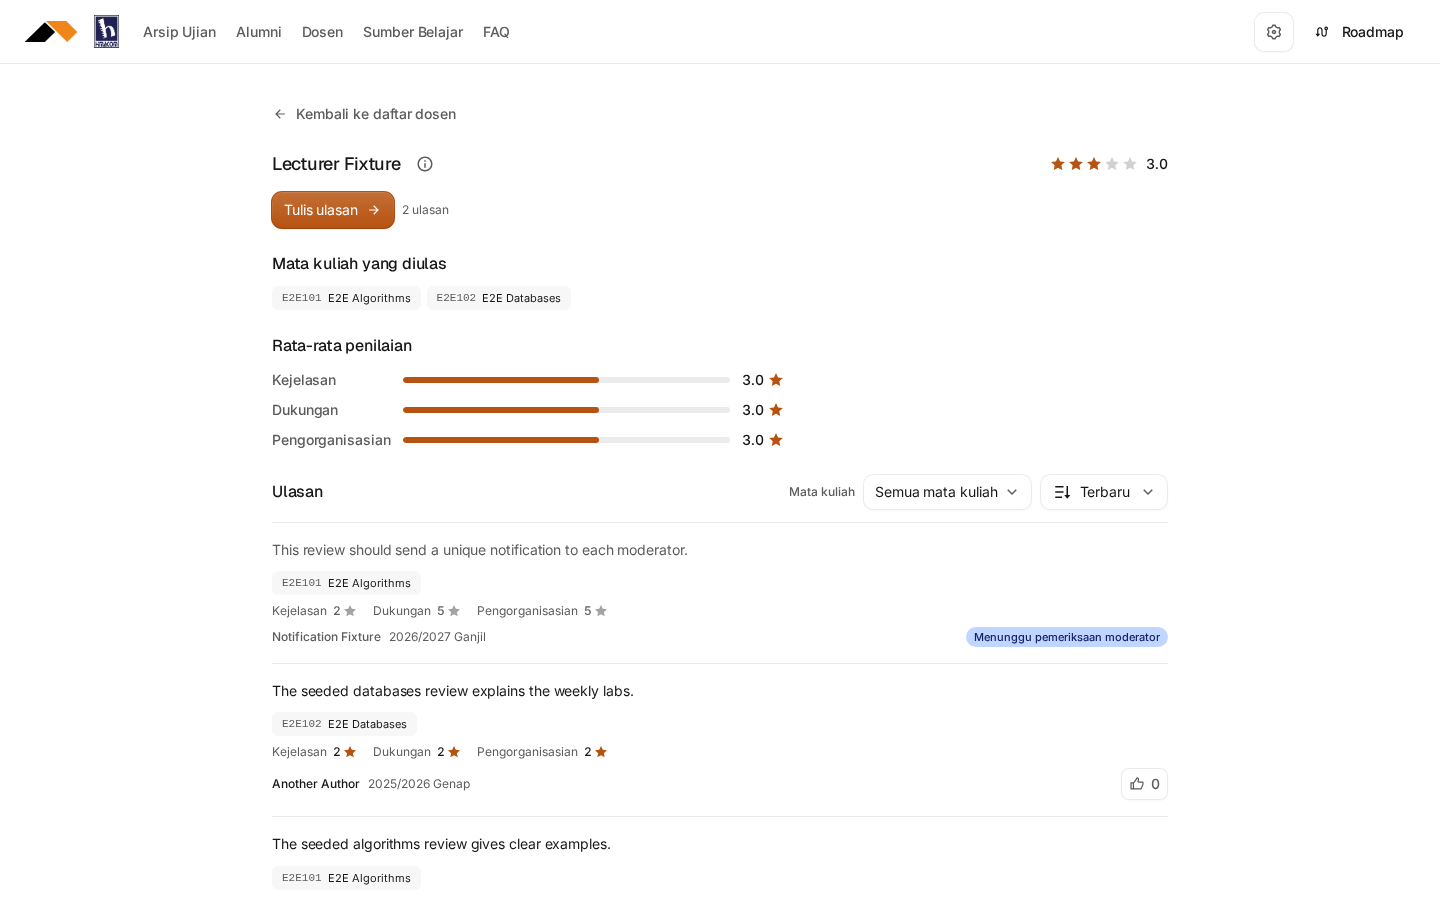 Arsip Ujian Alumni Dosen Sumber Belajar FAQ Roadmap
Kembali ke daftar dosen
Lecturer Fixture 3.0
Tulis ulasan 2 ulasan
Mata kuliah yang diulas
E2E101 E2E Algorithms E2E102 E2E Databases
Rata-rata penilaian
Kejelasan 3.0
Dukungan 3.0
Pengorganisasian 3.0
Ulasan Mata kuliah Semua mata kuliah Terbaru
This review should send a unique notification to each moderator.
E2E101 E2E Algorithms
Kejelasan 2 Dukungan 5 Pengorganisasian 5
Notification Fixture 2026/2027 Ganjil Menunggu pemeriksaan moderator
The seeded databases review explains the weekly labs.
E2E102 E2E Databases
Kejelasan 2 Dukungan 2 Pengorganisasian 2
Another Author 2025/2026 Genap 0
The seeded algorithms review gives clear examples.
E2E101 E2E Algorithms